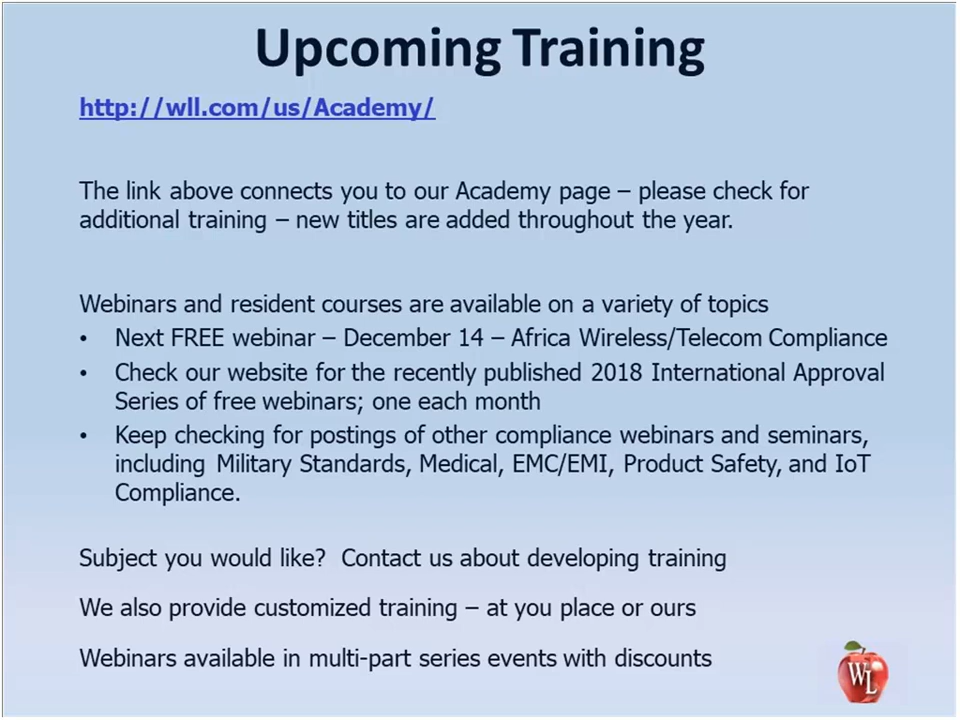 Upcoming Training
http://wll.com/us/Academy/
The link above connects you to our Academy page – please check for
additional training – new titles are added throughout the year.
Webinars and resident courses are available on a variety of topics
• Next FREE webinar – December 14 – Africa Wireless/Telecom Compliance
• Check our website for the recently published 2018 International Approval
Series of free webinars; one each month
• Keep checking for postings of other compliance webinars and seminars,
including Military Standards, Medical, EMC/EMI, Product Safety, and IoT
Compliance.
Subject you would like? Contact us about developing training
We also provide customized training – at you place or ours
Webinars available in multi-part series events with discounts
WL